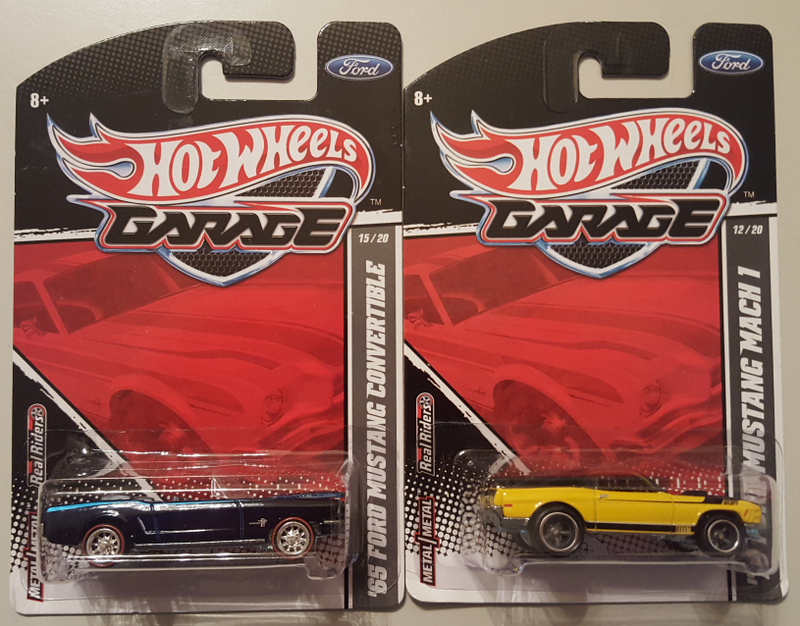 Ford
8+
HOT WHEELS
TM
GARAGE
15/20
'65 FORD MUSTANG CONVERTIBLE
Real Riders
METAL/METAL
Ford
8+
HOT WHEELS
TM
GARAGE
12/20
MUSTANG MACH 1
Real Riders
METAL/METAL